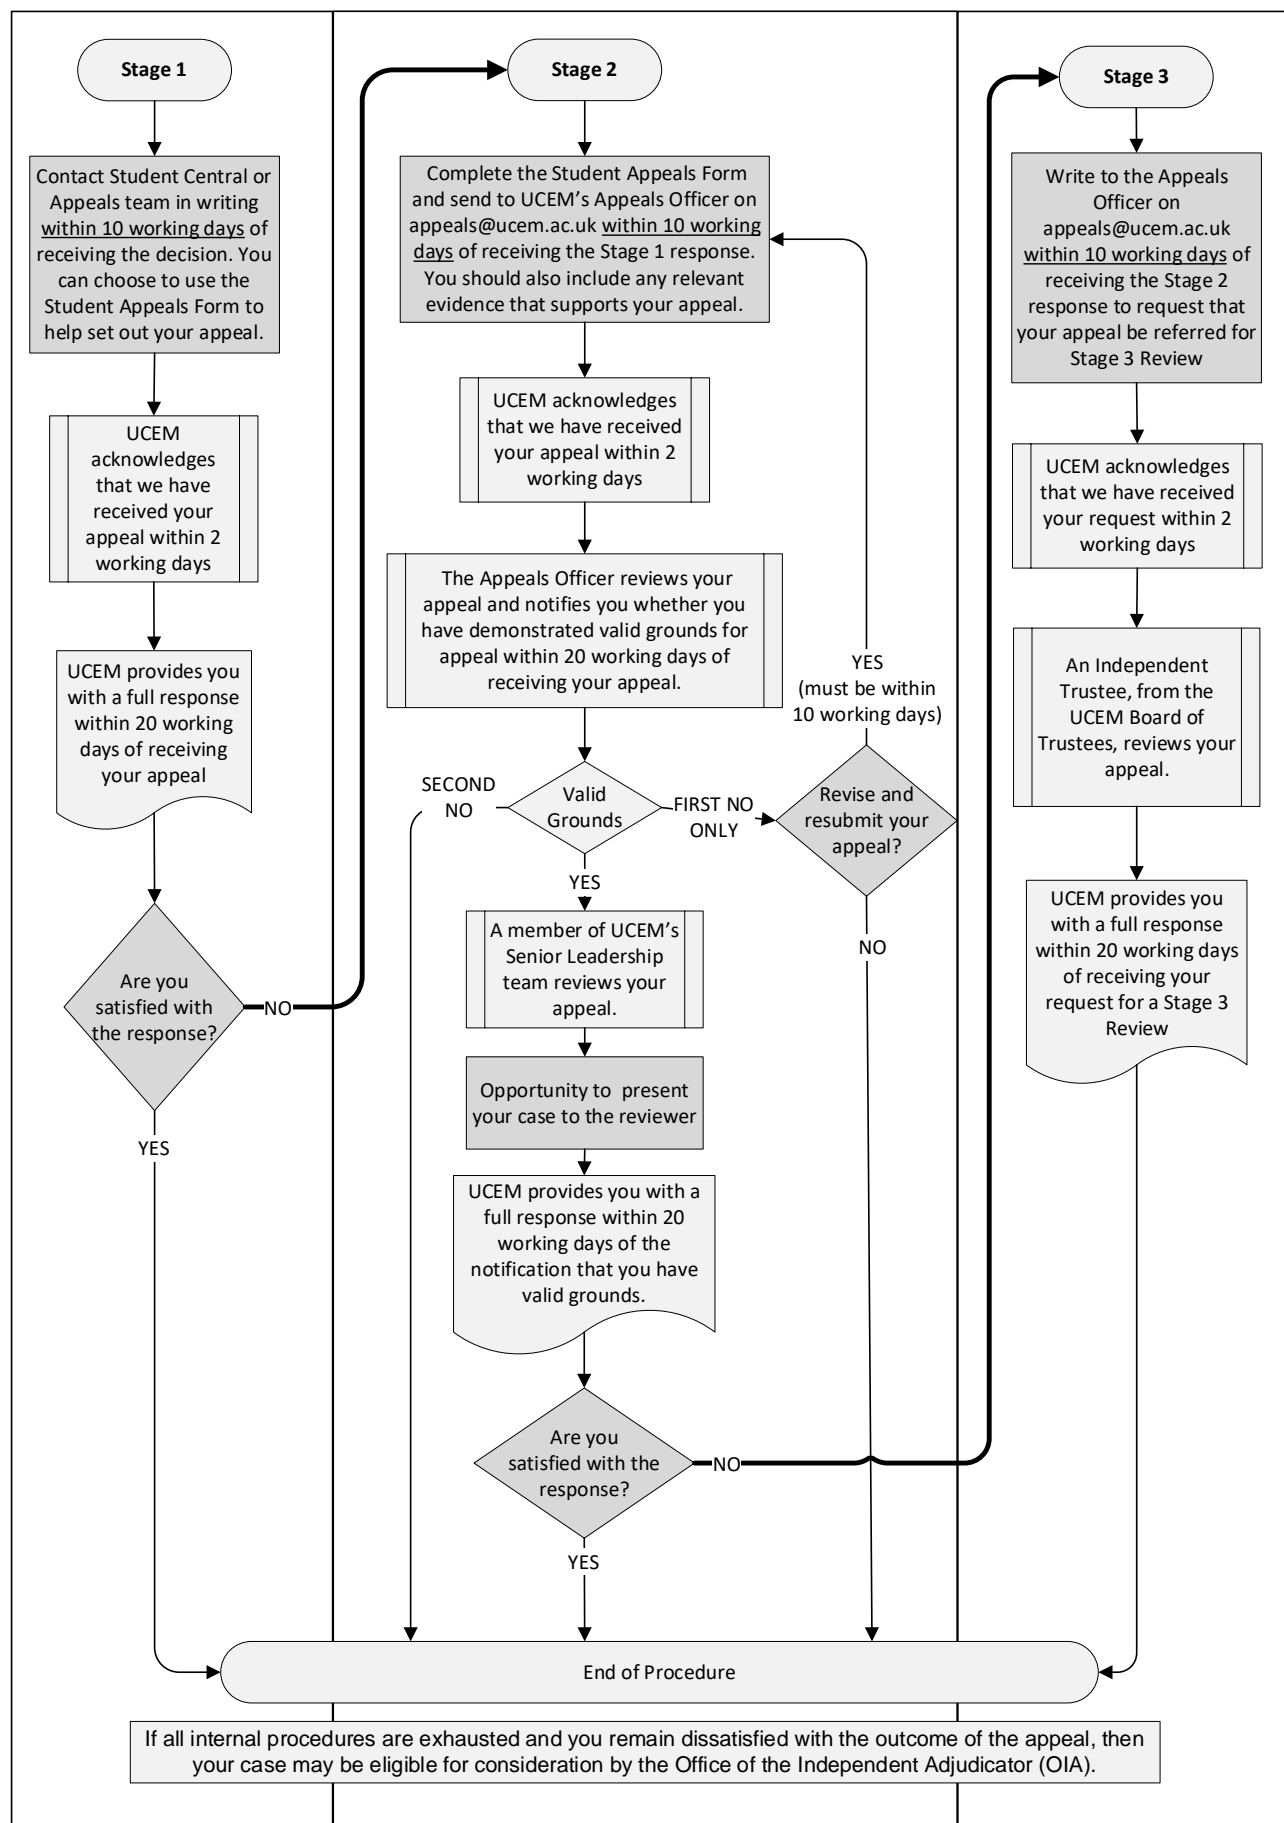 Stage 1
Contact Student Central or
Appeals team in writing
within 10 working days of
receiving the decision. You
can choose to use the
Student Appeals Form to
help set out your appeal.
UCEM
acknowledges
that we have
received your
appeal within 2
working days
UCEM provides you
with a full response
within 20 working
days of receiving
your appeal
Are you
satisfied with
the response?
NO
YES
Stage 2
Complete the Student Appeals Form
and send to UCEM’s Appeals Officer on
appeals@ucem.ac.uk within 10 working
days of receiving the Stage 1 response.
You should also include any relevant
evidence that supports your appeal.
UCEM acknowledges
that we have received
your appeal within 2
working days
The Appeals Officer reviews your
appeal and notifies you whether you
have demonstrated valid grounds for
appeal within 20 working days of
receiving your appeal.
Valid
Grounds
SECOND
NO
FIRST NO
ONLY
Revise and
resubmit your
appeal?
YES
(must be within
10 working days)
NO
YES
A member of UCEM’s
Senior Leadership
team reviews your
appeal.
Opportunity to  present
your case to the reviewer
UCEM provides you with a
full response within 20
working days of the
notification that you have
valid grounds.
Are you
satisfied with the
response?
NO
YES
Stage 3
Write to the Appeals
Officer on
appeals@ucem.ac.uk
within 10 working days of
receiving the Stage 2
response to request that
your appeal be referred for
Stage 3 Review
UCEM acknowledges
that we have received
your request within 2
working days
An Independent
Trustee, from the
UCEM Board of
Trustees, reviews your
appeal.
UCEM provides you
with a full response
within 20 working days
of receiving your
request for a Stage 3
Review
End of Procedure
If all internal procedures are exhausted and you remain dissatisfied with the outcome of the appeal, then
your case may be eligible for consideration by the Office of the Independent Adjudicator (OIA).